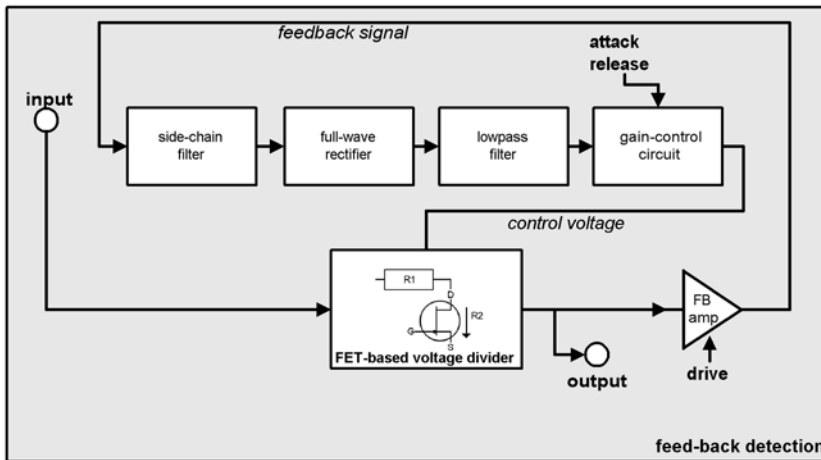 feedback signal
attack
release
input
side-chain
filter
full-wave
rectifier
lowpass
filter
gain-control
circuit
control voltage
R1
D
R2
G
S
FET-based voltage divider
FB
amp
output
drive
feed-back detection